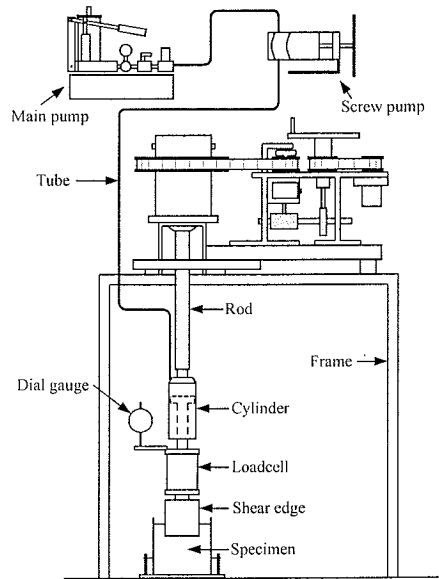 Main pump
Screw pump
Tube
Rod
Frame
Dial gauge
Cylinder
Loadcell
Shear edge
Specimen